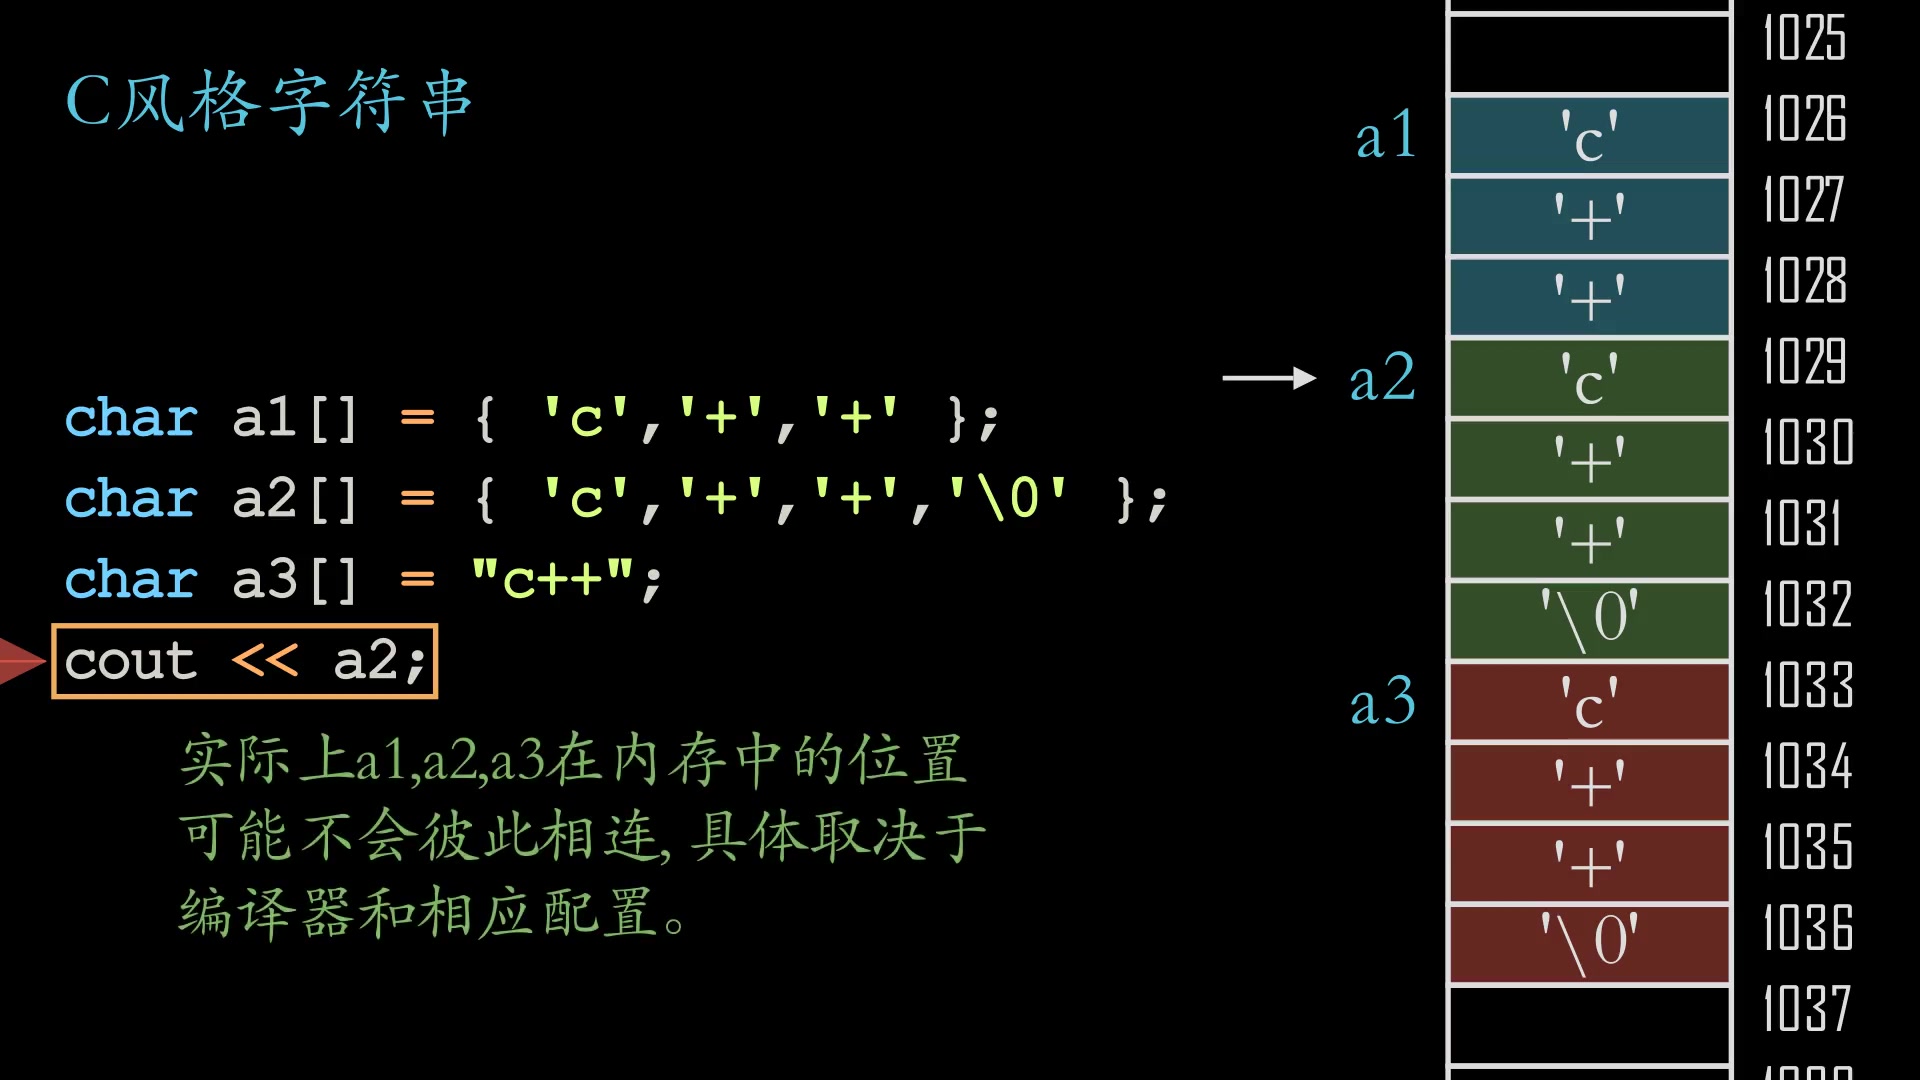 C风格字符串
char a1[] = { 'c','+','+' };
char a2[] = { 'c','+','+','\0' };
char a3[] = "c++";
cout << a2;
实际上a1,a2,a3在内存中的位置
可能不会彼此相连,具体取决于
编译器和相应配置。
1025
a1 'c' 1026
'+' 1027
'+' 1028
a2 'c' 1029
'+' 1030
'+' 1031
'\0' 1032
a3 'c' 1033
'+' 1034
'+' 1035
'\0' 1036
1037